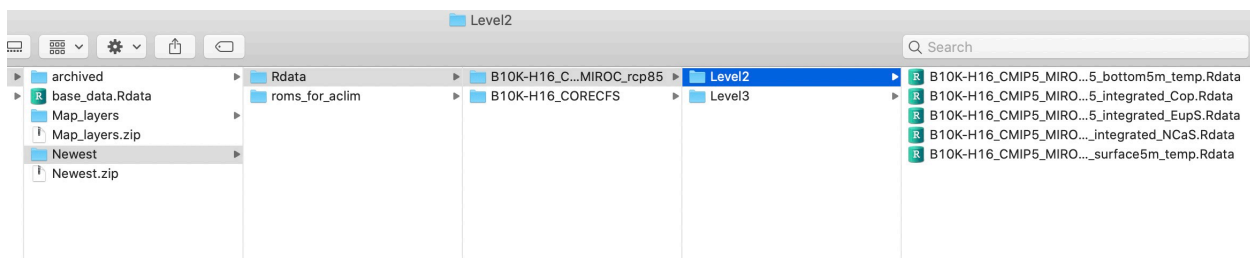 Level2
Search
archived
base_data.Rdata
Map_layers
Map_layers.zip
Newest
Newest.zip
Rdata
roms_for_aclim
B10K-H16_C...MIROC_rcp85
B10K-H16_CORECFS
Level2
Level3
B10K-H16_CMIP5_MIRO...5_bottom5m_temp.Rdata
B10K-H16_CMIP5_MIRO...5_integrated_Cop.Rdata
B10K-H16_CMIP5_MIRO...5_integrated_EupS.Rdata
B10K-H16_CMIP5_MIRO..._integrated_NCaS.Rdata
B10K-H16_CMIP5_MIRO..._surface5m_temp.Rdata